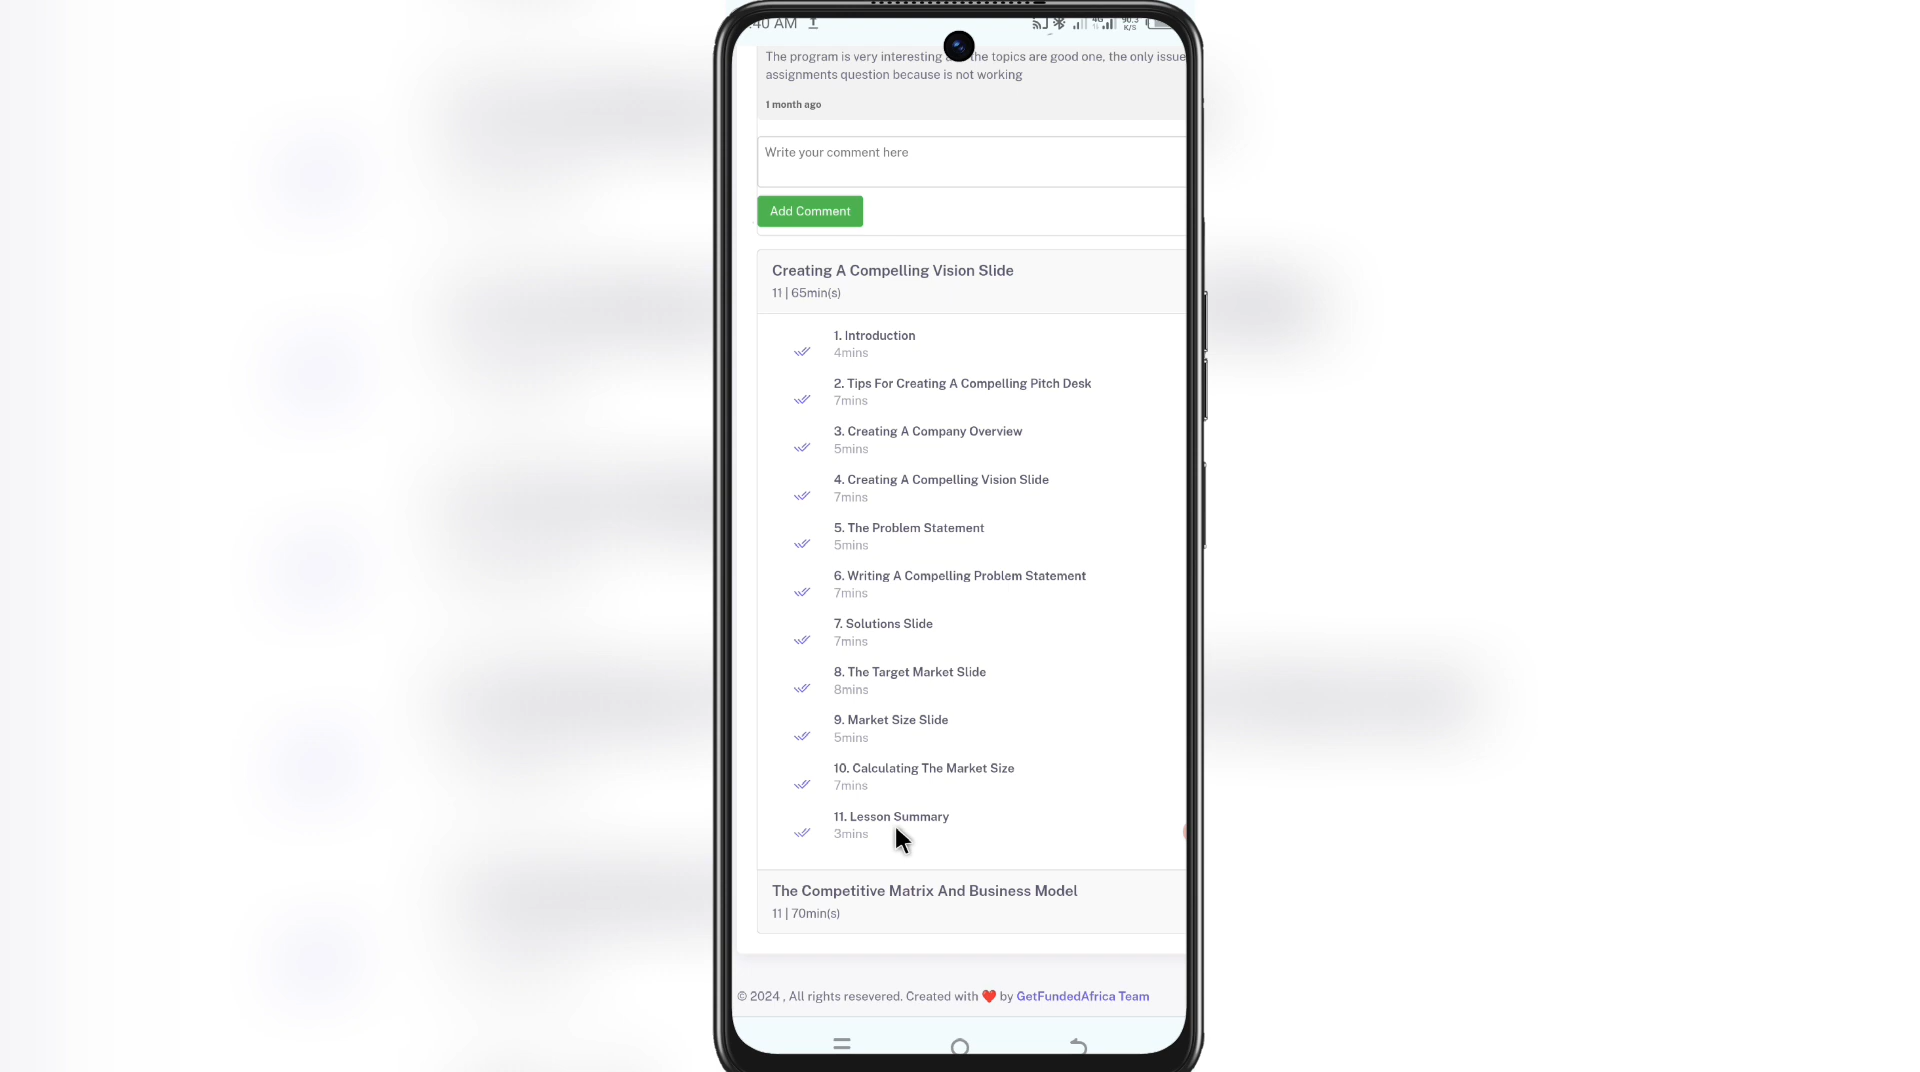 :40 AM
4G 90.3
K/S
The program is very interesting the topics are good one, the only issue
assignments question because is not working
1 month ago
Write your comment here
Add Comment
Creating A Compelling Vision Slide
11 | 65min(s)
1. Introduction
4mins
2. Tips For Creating A Compelling Pitch Desk
7mins
3. Creating A Company Overview
5mins
4. Creating A Compelling Vision Slide
7mins
5. The Problem Statement
5mins
6. Writing A Compelling Problem Statement
7mins
7. Solutions Slide
7mins
8. The Target Market Slide
8mins
9. Market Size Slide
5mins
10. Calculating The Market Size
7mins
11. Lesson Summary
3mins
The Competitive Matrix And Business Model
11 | 70min(s)
© 2024 , All rights resevered. Created with ❤️ by GetFundedAfrica Team